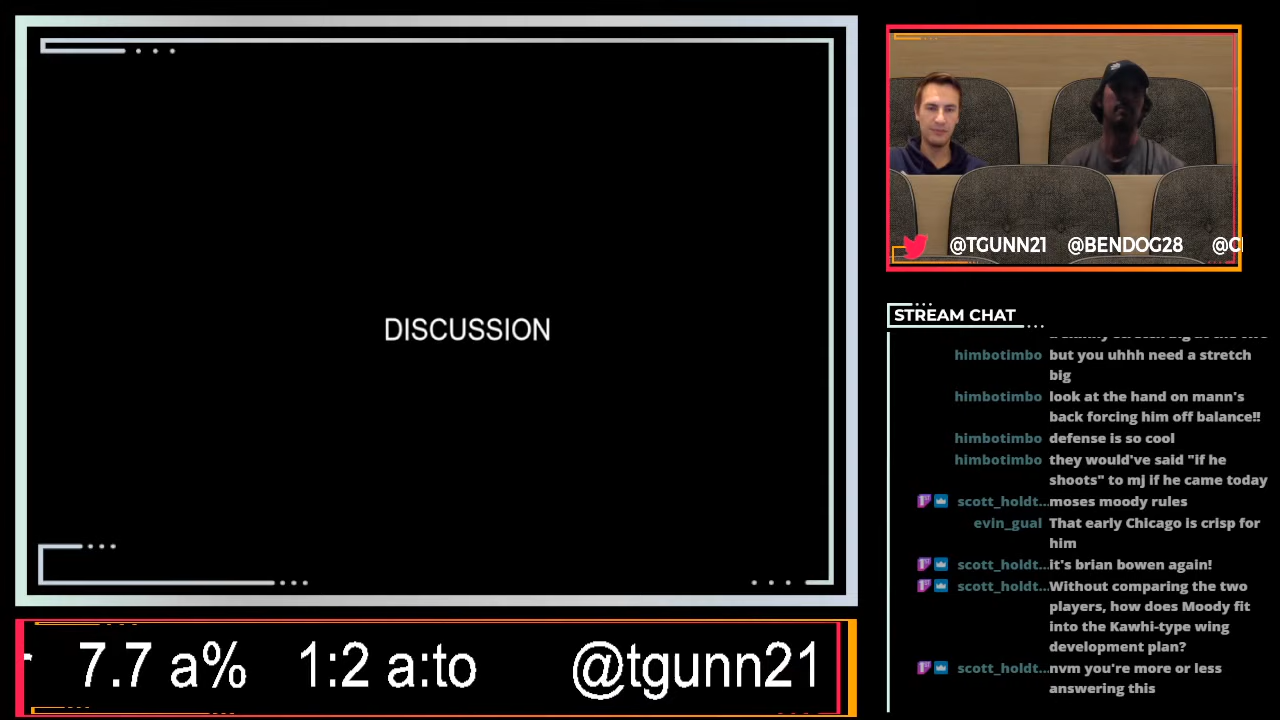 DISCUSSION
7.7 a% 1:2 a:to @tgunn21
@TGUNN21 @BENDOG28
STREAM CHAT
himbotimbo but you uhhh need a stretch
big
himbotimbo look at the hand on mann's
back forcing him off balance!!
himbotimbo defense is so cool
himbotimbo they would've said "if he
shoots" to mj if he came today
scott_holdt... moses moody rules
evin_gual That early Chicago is crisp for
him
scott_holdt... it's brian bowen again!
scott_holdt... Without comparing the two
players, how does Moody fit
into the Kawhi-type wing
development plan?
scott_holdt... nvm you're more or less
answering this